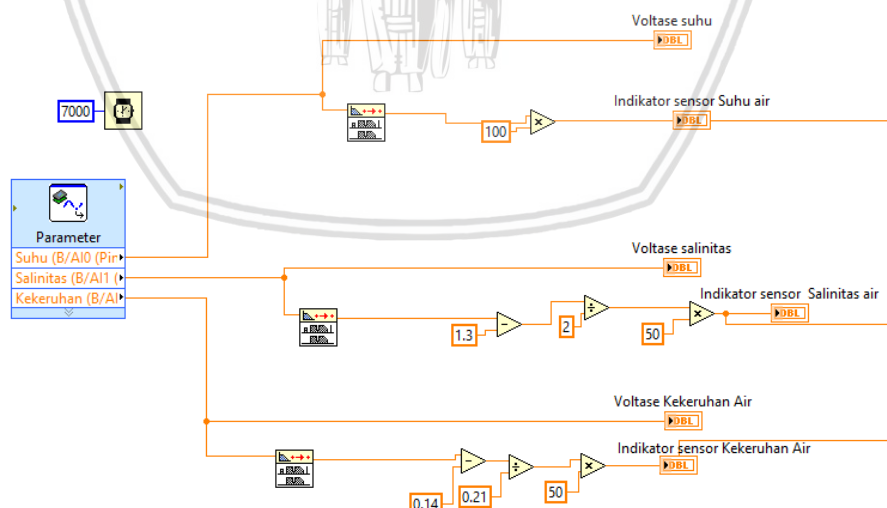 Voltase suhu
DBL
7000
Indikator sensor Suhu air
100
DBL
Parameter
Suhu (B/AI0 (Pin
Salinitas (B/AI1 (
Kekeruhan (B/AI
Voltase salinitas
DBL
Indikator sensor Salinitas air
1.3
2
50
DBL
Voltase Kekeruhan Air
DBL
Indikator sensor Kekeruhan Air
0.14
0.21
50
DBL